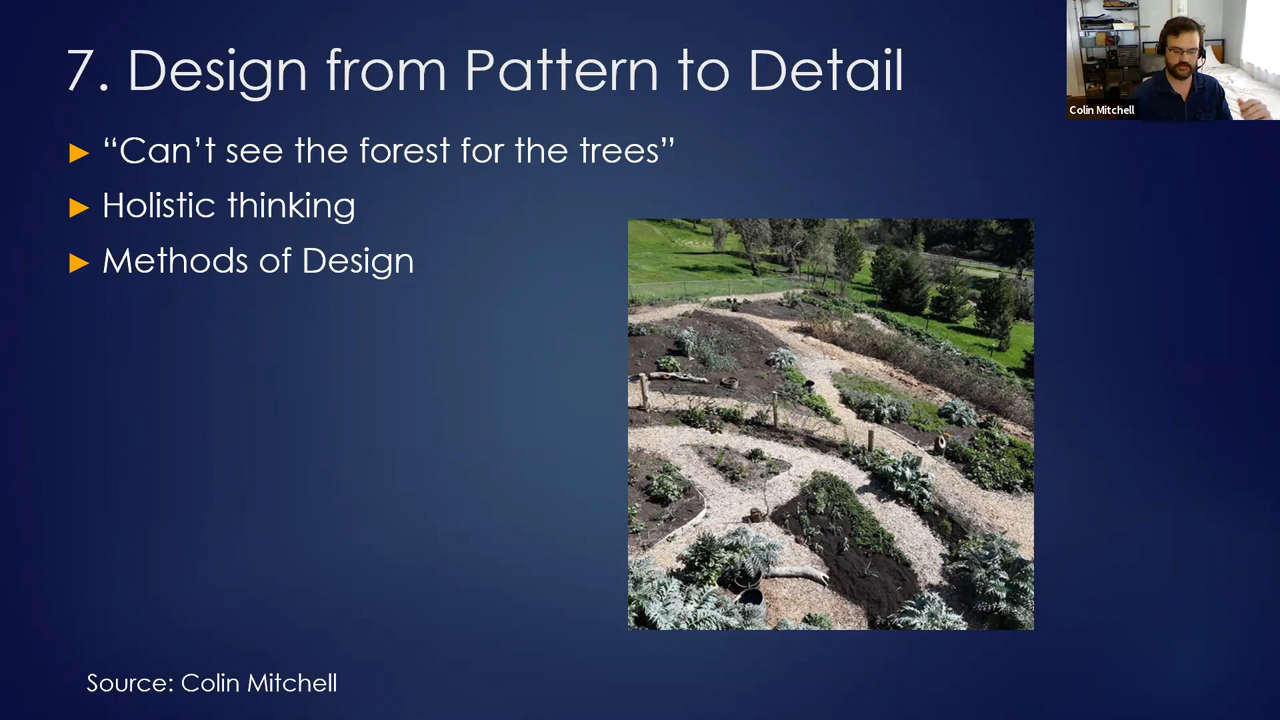 7. Design from Pattern to Detail
► “Can’t see the forest for the trees”
► Holistic thinking
► Methods of Design
Colin Mitchell
Source: Colin Mitchell